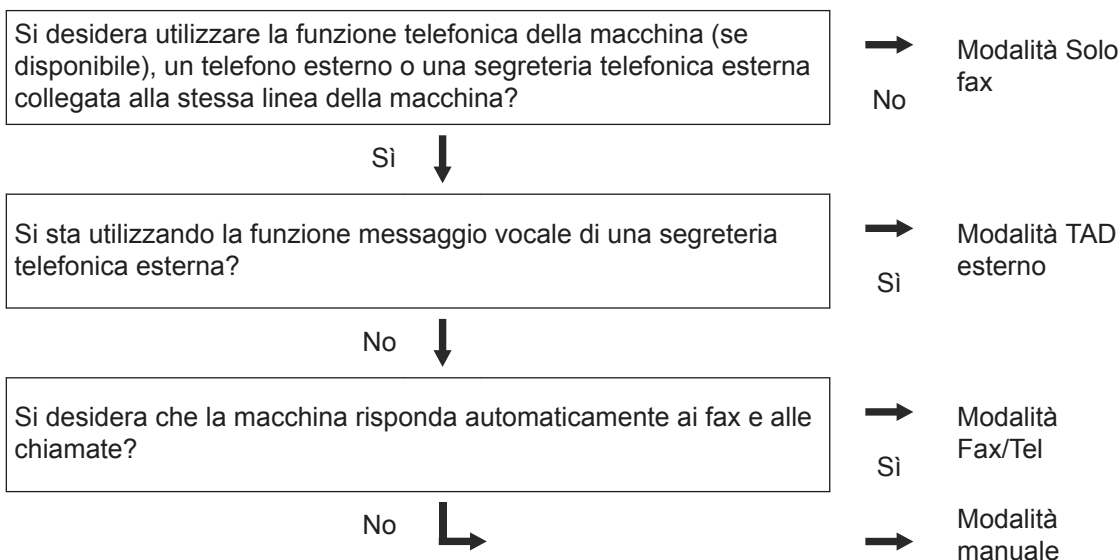 Si desidera utilizzare la funzione telefonica della macchina (se
disponibile), un telefono esterno o una segreteria telefonica esterna
collegata alla stessa linea della macchina?
No
Modalità Solo
fax
Sì
Si sta utilizzando la funzione messaggio vocale di una segreteria
telefonica esterna?
Sì
Modalità TAD
esterno
No
Si desidera che la macchina risponda automaticamente ai fax e alle
chiamate?
Sì
Modalità
Fax/Tel
No
Modalità
manuale